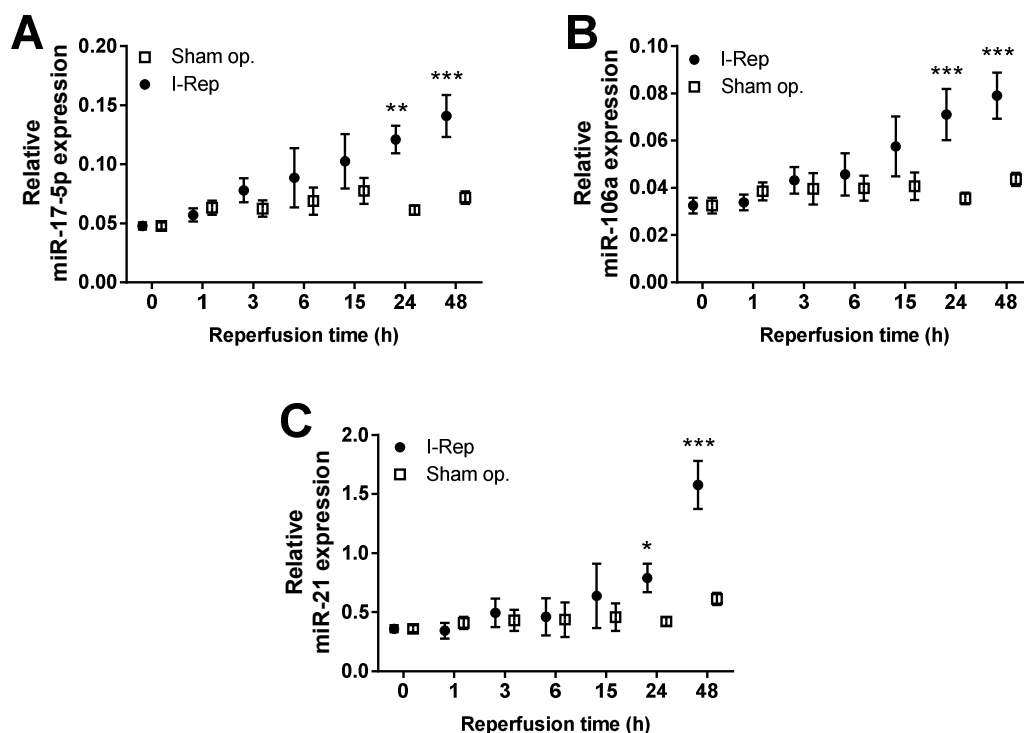 A
Relative
miR-17-5p expression
0.20
0.15
0.10
0.05
0.00
Sham op.
I-Rep
**
***
0 1 3 6 15 24 48
Reperfusion time (h)
B
Relative
miR-106a expression
0.10
0.08
0.06
0.04
0.02
0.00
I-Rep
Sham op.
***
***
0 1 3 6 15 24 48
Reperfusion time (h)
C
Relative
miR-21 expression
2.0
1.5
1.0
0.5
0.0
I-Rep
Sham op.
*
***
0 1 3 6 15 24 48
Reperfusion time (h)